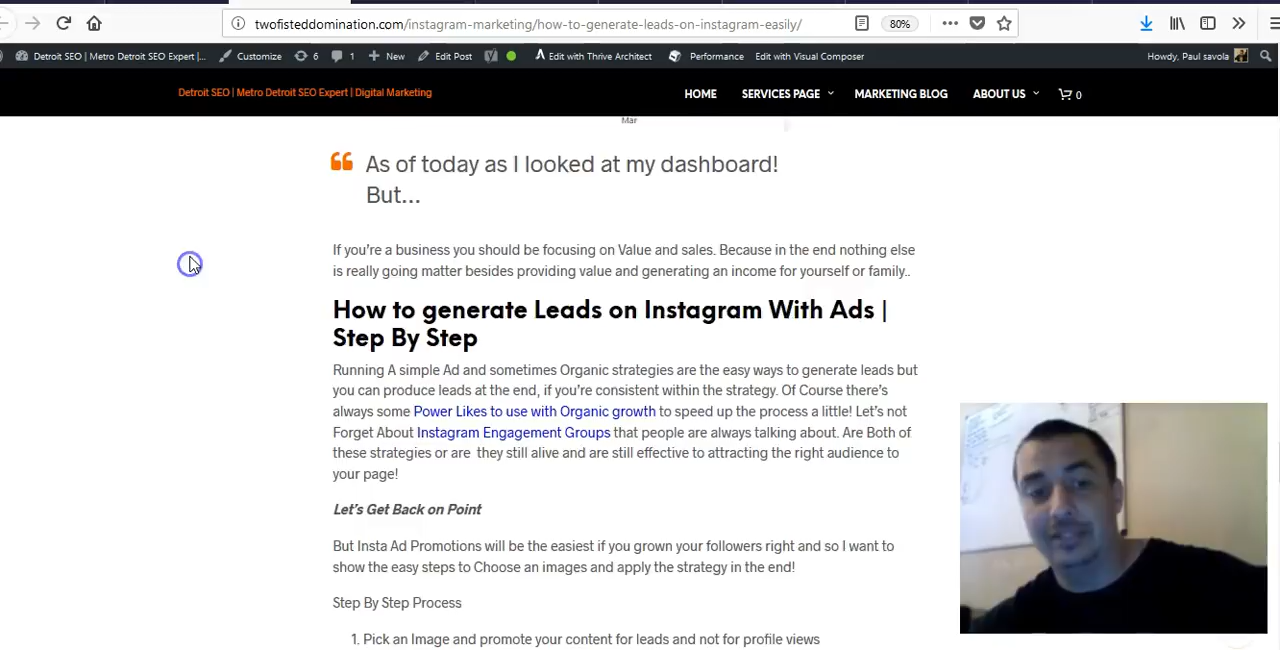 twofisteddomination.com/instagram-marketing/how-to-generate-leads-on-instagram-easily/
80%
Detroit SEO | Metro Detroit SEO Expert |... Customize 6 1 New Edit Post Edit with Thrive Architect Performance Edit with Visual Composer Howdy, Paul savola
Detroit SEO | Metro Detroit SEO Expert | Digital Marketing HOME SERVICES PAGE MARKETING BLOG ABOUT US 0
Mar
As of today as I looked at my dashboard!
But...
If you're a business you should be focusing on Value and sales. Because in the end nothing else
is really going matter besides providing value and generating an income for yourself or family..
How to generate Leads on Instagram With Ads |
Step By Step
Running A simple Ad and sometimes Organic strategies are the easy ways to generate leads but
you can produce leads at the end, if you're consistent within the strategy. Of Course there's
always some Power Likes to use with Organic growth to speed up the process a little! Let's not
Forget About Instagram Engagement Groups that people are always talking about. Are Both of
these strategies or are they still alive and are still effective to attracting the right audience to
your page!
Let's Get Back on Point
But Insta Ad Promotions will be the easiest if you grown your followers right and so I want to
show the easy steps to Choose an images and apply the strategy in the end!
Step By Step Process
1. Pick an Image and promote your content for leads and not for profile views